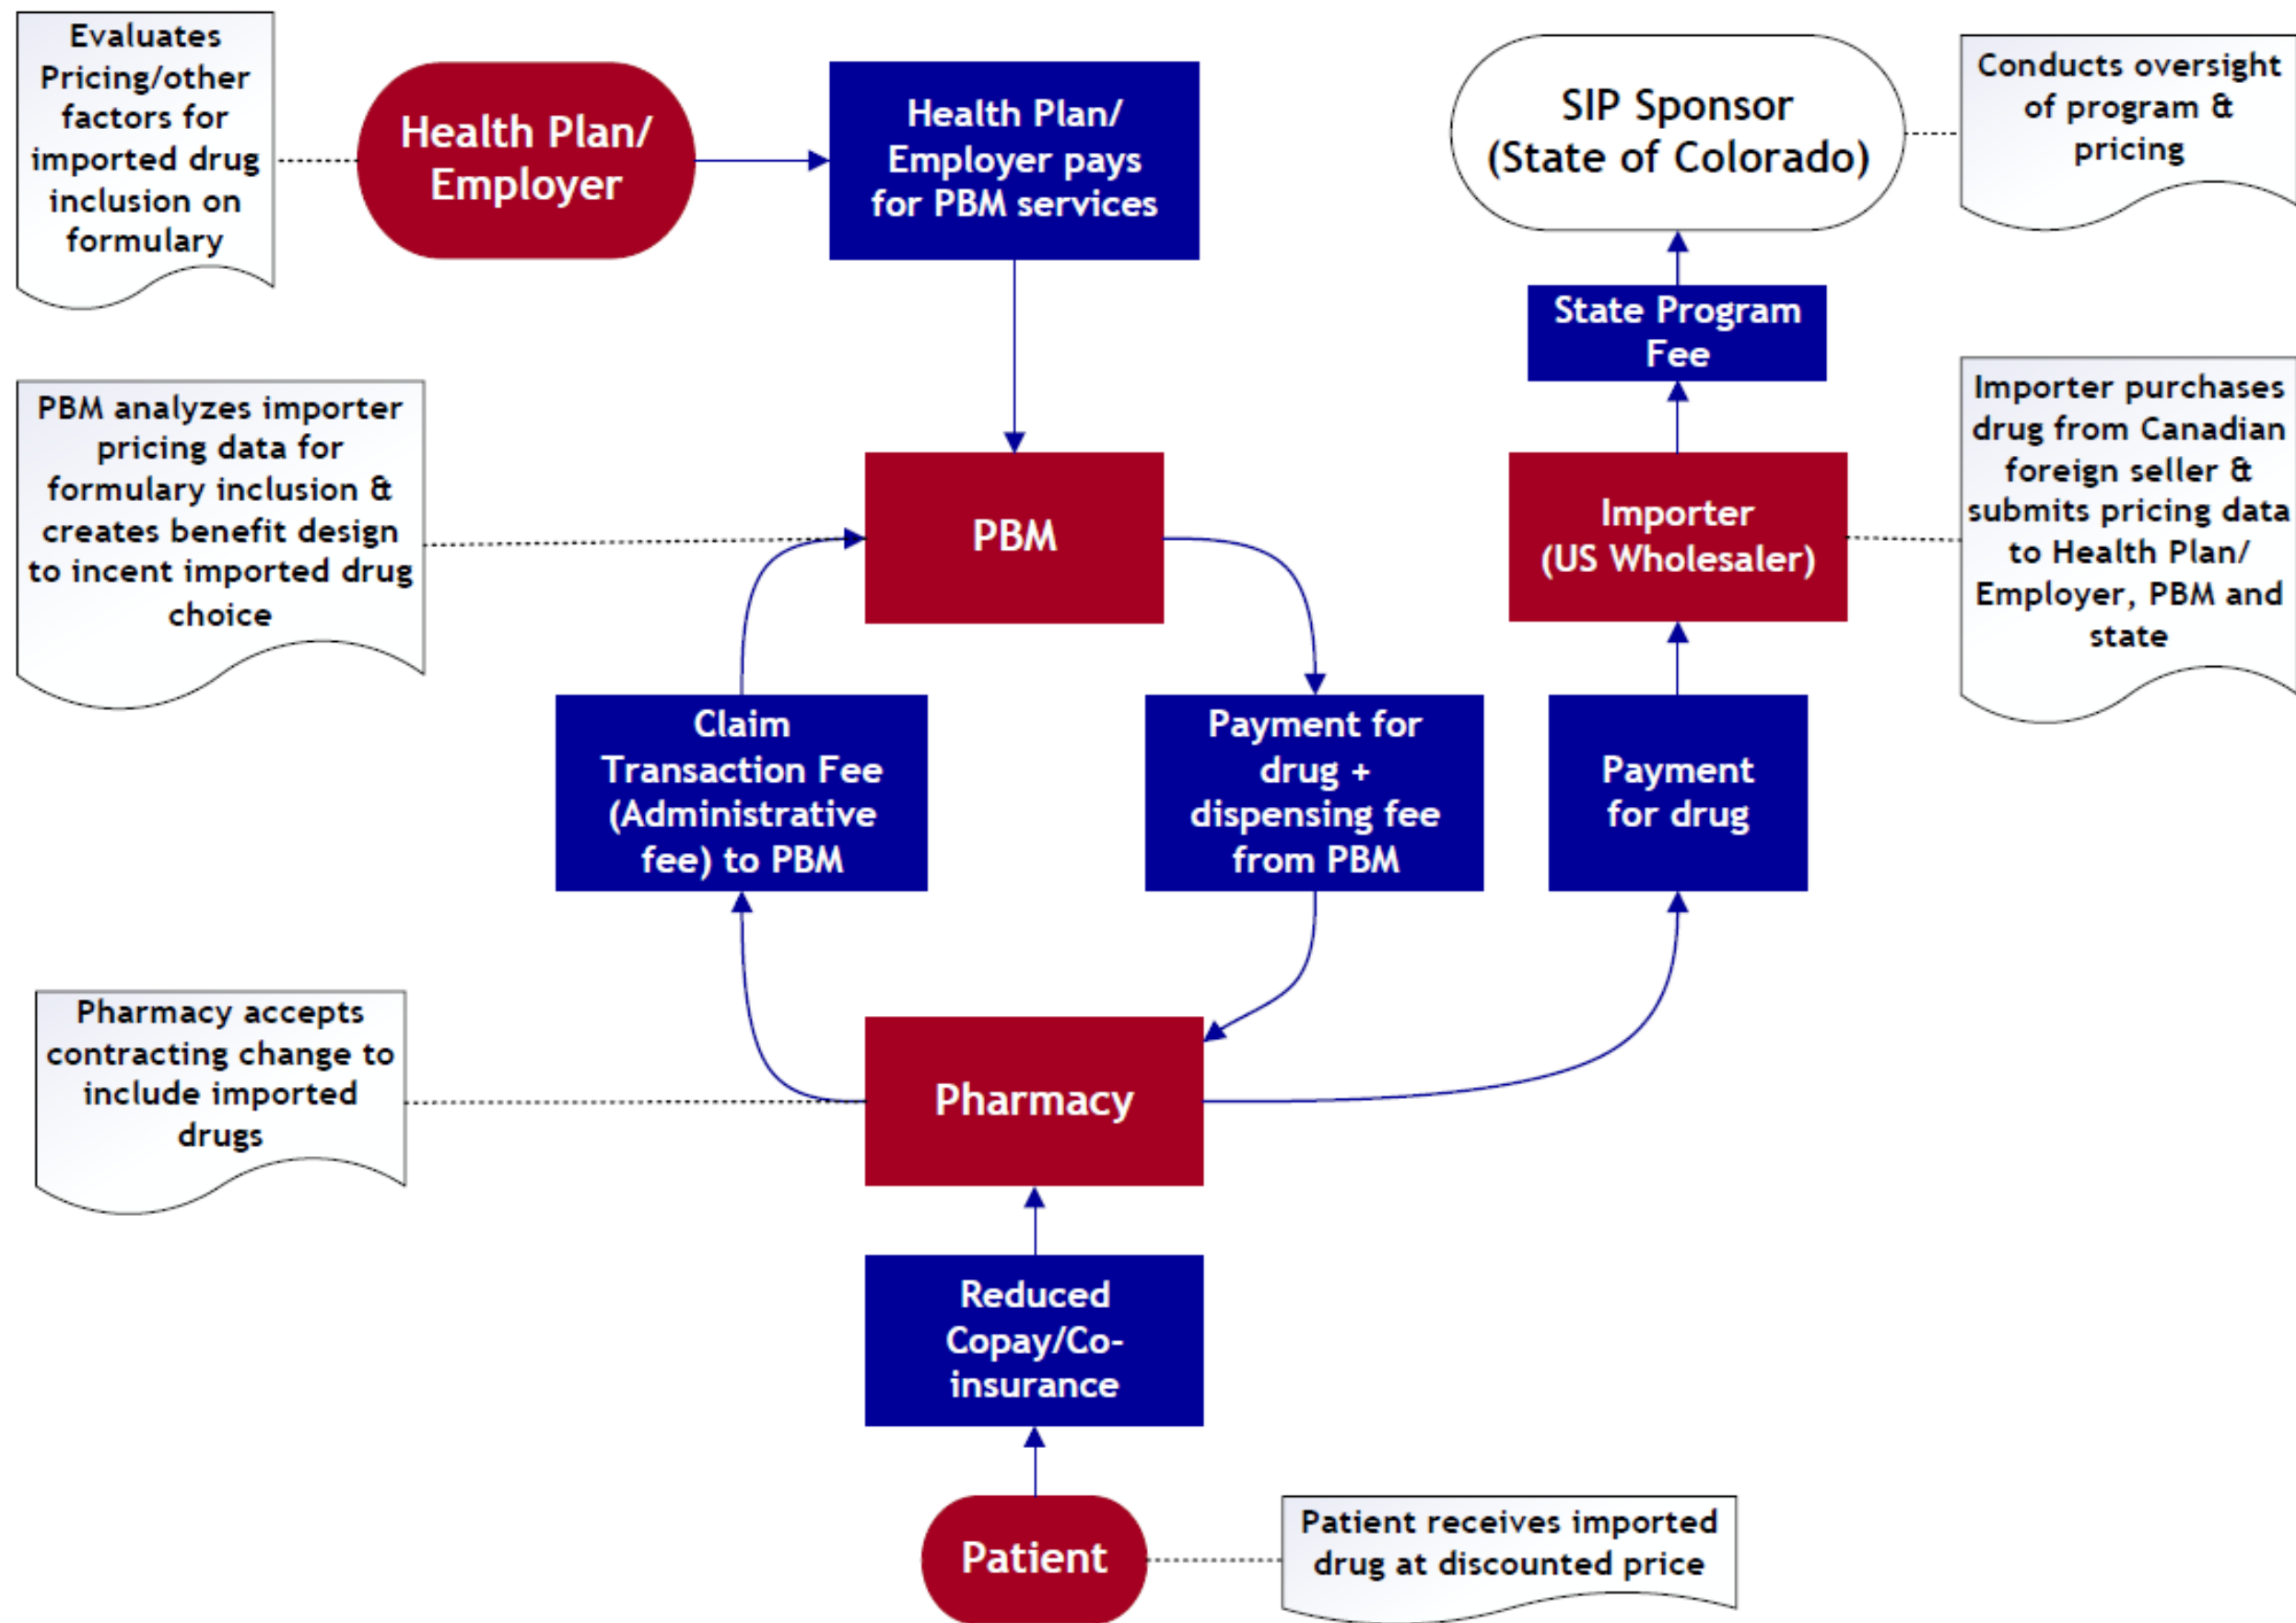 Evaluates
Pricing/other
factors for
imported drug
inclusion on
formulary
Health Plan/
Employer
Health Plan/
Employer pays
for PBM services
SIP Sponsor
(State of Colorado)
Conducts oversight
of program &
pricing
State Program
Fee
PBM analyzes importer
pricing data for
formulary inclusion &
creates benefit design
to incent imported drug
choice
PBM
Importer
(US Wholesaler)
Importer purchases
drug from Canadian
foreign seller &
submits pricing data
to Health Plan/
Employer, PBM and
state
Claim
Transaction Fee
(Administrative
fee) to PBM
Payment for
drug +
dispensing fee
from PBM
Payment
for drug
Pharmacy accepts
contracting change to
include imported
drugs
Pharmacy
Reduced
Copay/Co-
insurance
Patient
Patient receives imported
drug at discounted price